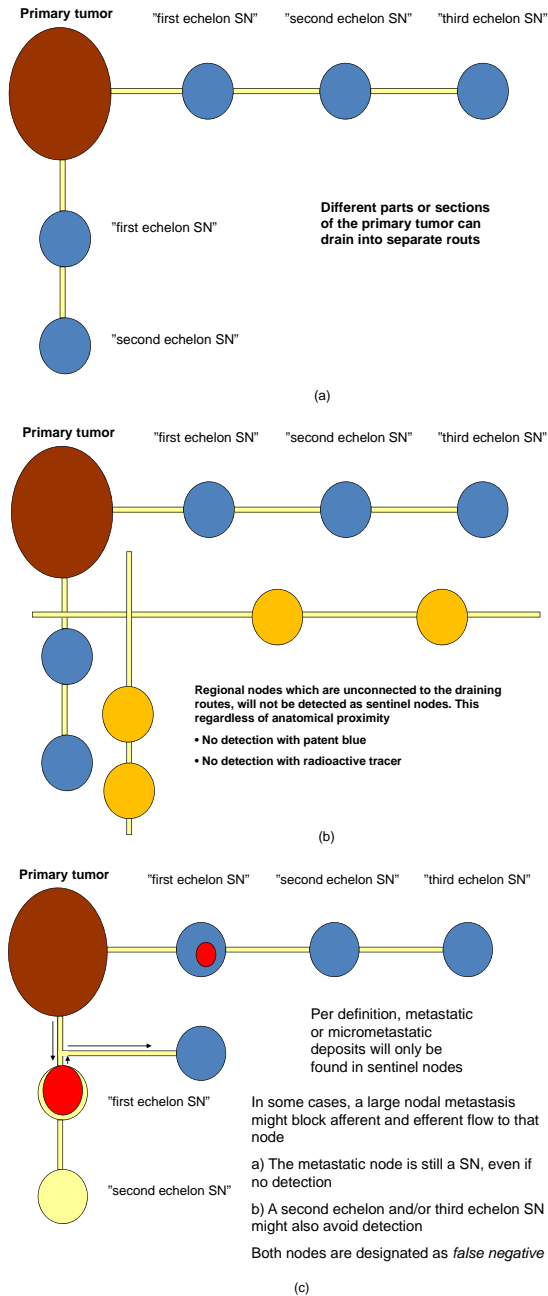 Primary tumor
”first echelon SN”
”second echelon SN”
”third echelon SN”
”first echelon SN”
Different parts or sections
of the primary tumor can
drain into separate routs
”second echelon SN”
(a)
Primary tumor
”first echelon SN”
”second echelon SN”
”third echelon SN”
Regional nodes which are unconnected to the draining
routes, will not be detected as sentinel nodes. This
regardless of anatomical proximity
• No detection with patent blue
• No detection with radioactive tracer
(b)
Primary tumor
”first echelon SN”
”second echelon SN”
”third echelon SN”
Per definition, metastatic
or micrometastatic
deposits will only be
found in sentinel nodes
”first echelon SN”
In some cases, a large nodal metastasis
might block afferent and efferent flow to that
node
a) The metastatic node is still a SN, even if
no detection
”second echelon SN”
b) A second echelon and/or third echelon SN
might also avoid detection
Both nodes are designated as false negative
(c)